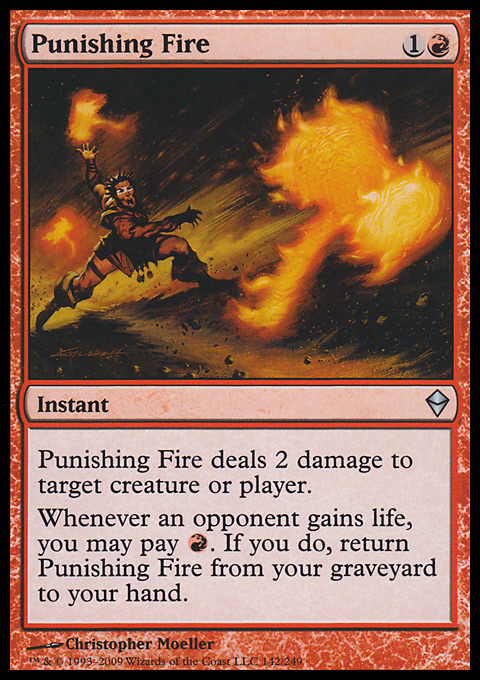 Punishing Fire 1
Instant
Punishing Fire deals 2 damage to
target creature or player.
Whenever an opponent gains life,
you may pay . If you do, return
Punishing Fire from your graveyard
to your hand.
Christopher Moeller
™ & © 1993–2009 Wizards of the Coast LLC 142/249